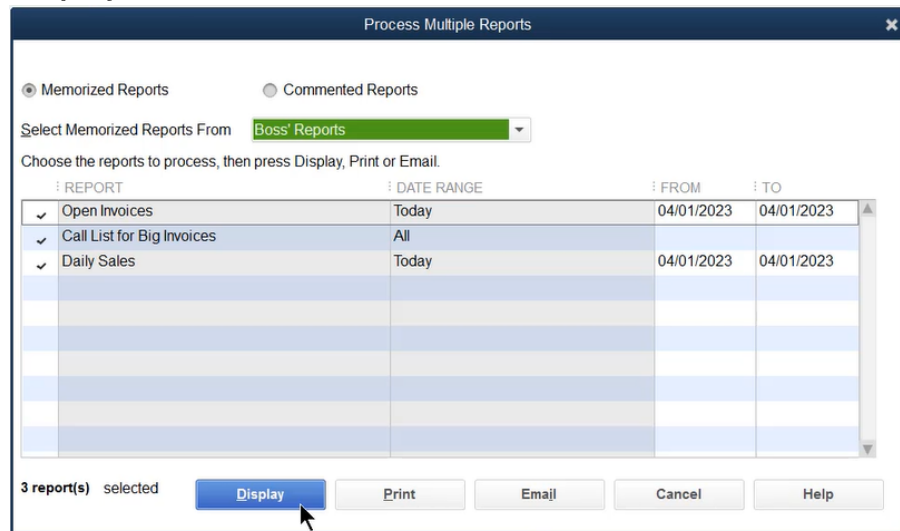 Process Multiple Reports
Memorized Reports Commented Reports
Select Memorized Reports From Boss' Reports
Choose the reports to process, then press Display, Print or Email.
REPORT DATE RANGE FROM TO
Open Invoices Today 04/01/2023 04/01/2023
Call List for Big Invoices All
Daily Sales Today 04/01/2023 04/01/2023
3 report(s) selected Display Print Email Cancel Help